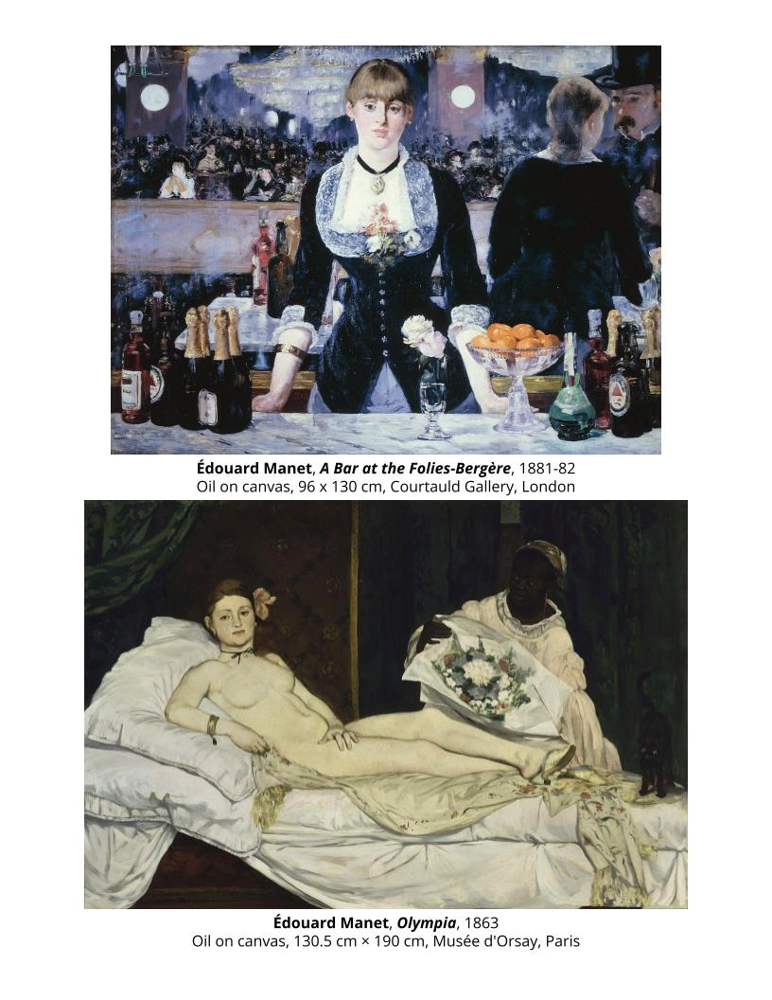 Édouard Manet, A Bar at the Folies-Bergère, 1881-82
Oil on canvas, 96 x 130 cm, Courtauld Gallery, London
Édouard Manet, Olympia, 1863
Oil on canvas, 130.5 cm × 190 cm, Musée d'Orsay, Paris